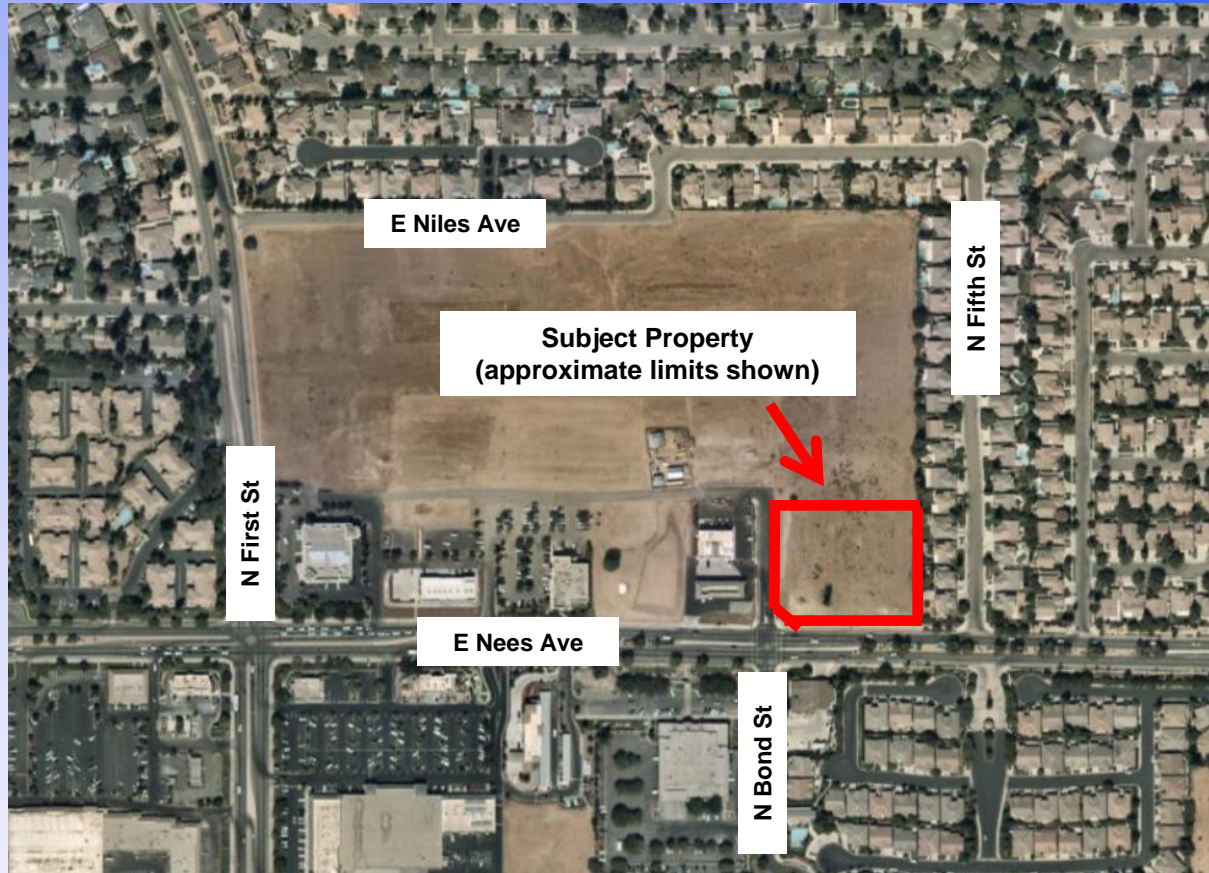 E Niles Ave
N Fifth St
Subject Property
(approximate limits shown)
N First St
E Nees Ave
N Bond St